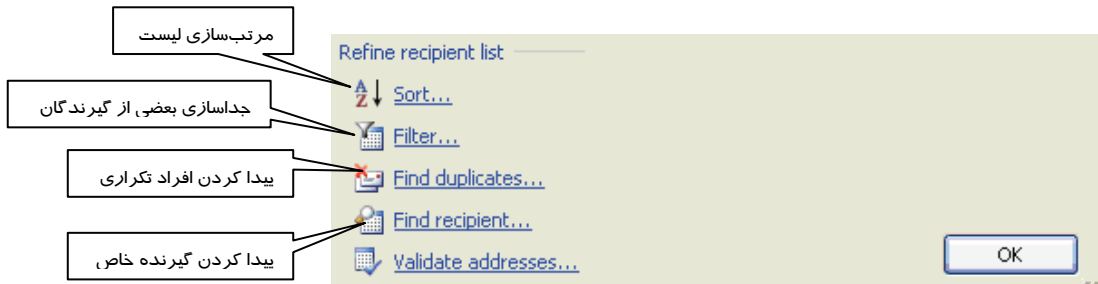 مرتب‌سازی لیست
Refine recipient list
Sort...
جداسازی بعضی از گیرندگان
Filter...
پیدا کردن افراد تکراری
Find duplicates...
Find recipient...
پیدا کردن گیرنده خاص
Validate addresses...
OK